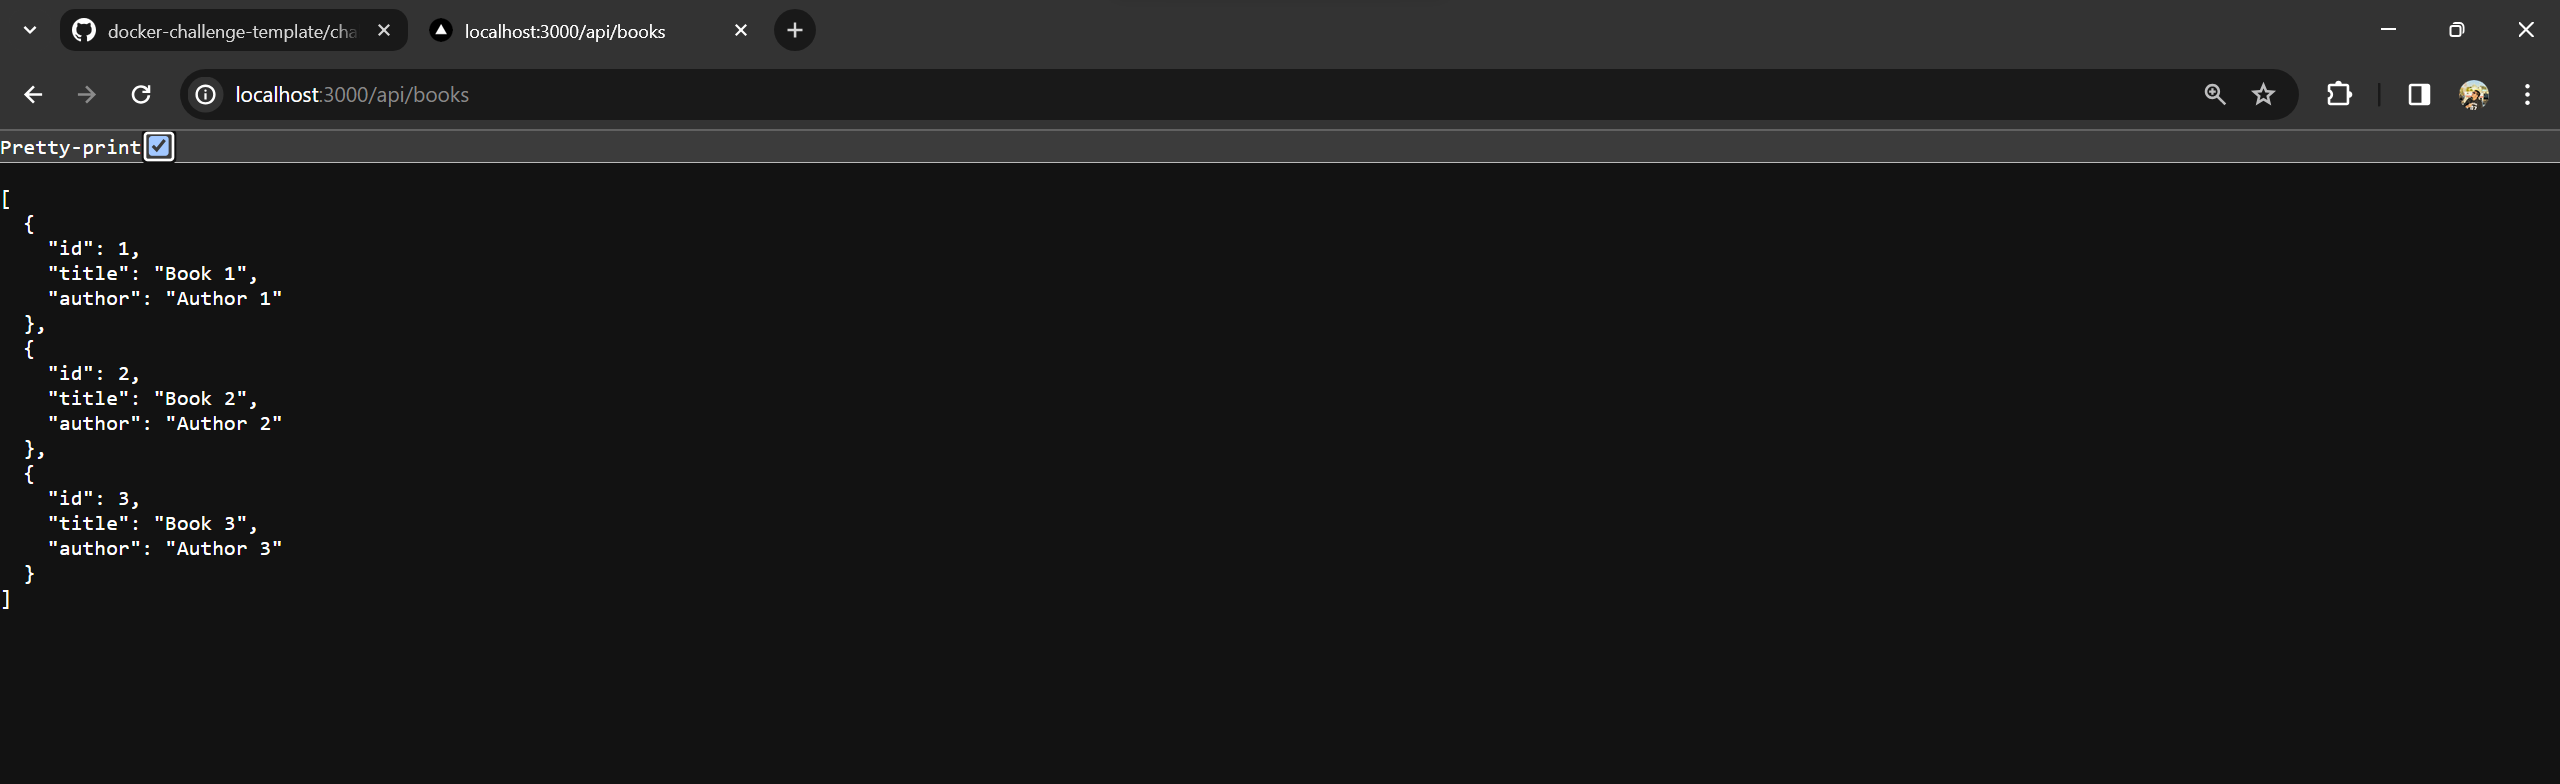 docker-challenge-template/cha
localhost:3000/api/books
localhost:3000/api/books
Pretty-print
[
  {
    "id": 1,
    "title": "Book 1",
    "author": "Author 1"
  },
  {
    "id": 2,
    "title": "Book 2",
    "author": "Author 2"
  },
  {
    "id": 3,
    "title": "Book 3",
    "author": "Author 3"
  }
]